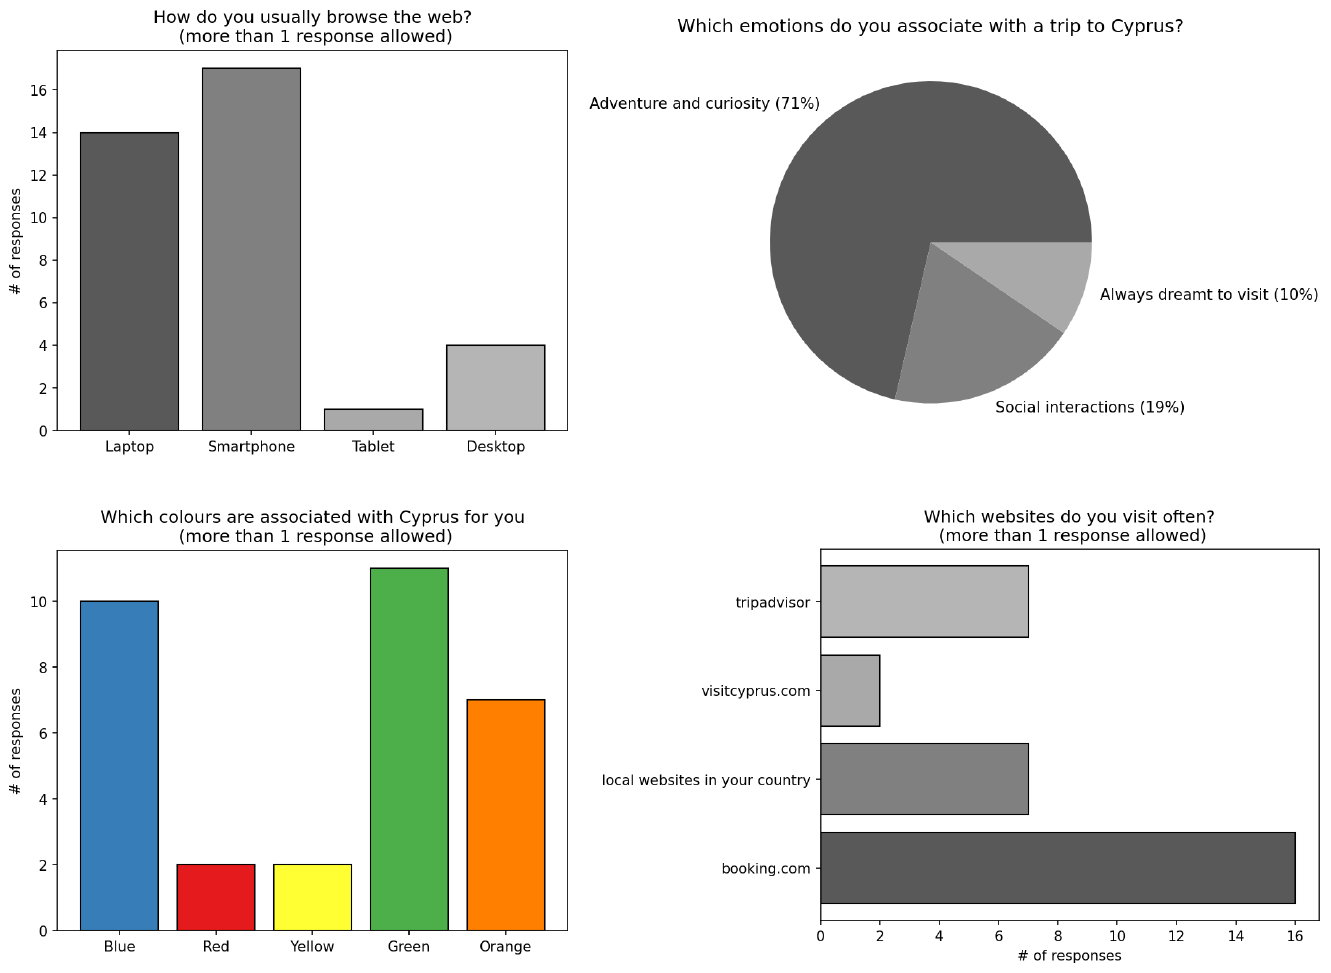 How do you usually browse the web?
(more than 1 response allowed)
# of responses
16
14
12
10
8
6
4
2
0
Laptop
Smartphone
Tablet
Desktop
Which emotions do you associate with a trip to Cyprus?
Adventure and curiosity (71%)
Always dreamt to visit (10%)
Social interactions (19%)
Which colours are associated with Cyprus for you
(more than 1 response allowed)
# of responses
10
8
6
4
2
0
Blue
Red
Yellow
Green
Orange
Which websites do you visit often?
(more than 1 response allowed)
tripadvisor
visitcyprus.com
local websites in your country
booking.com
0
2
4
6
8
10
12
14
16
# of responses